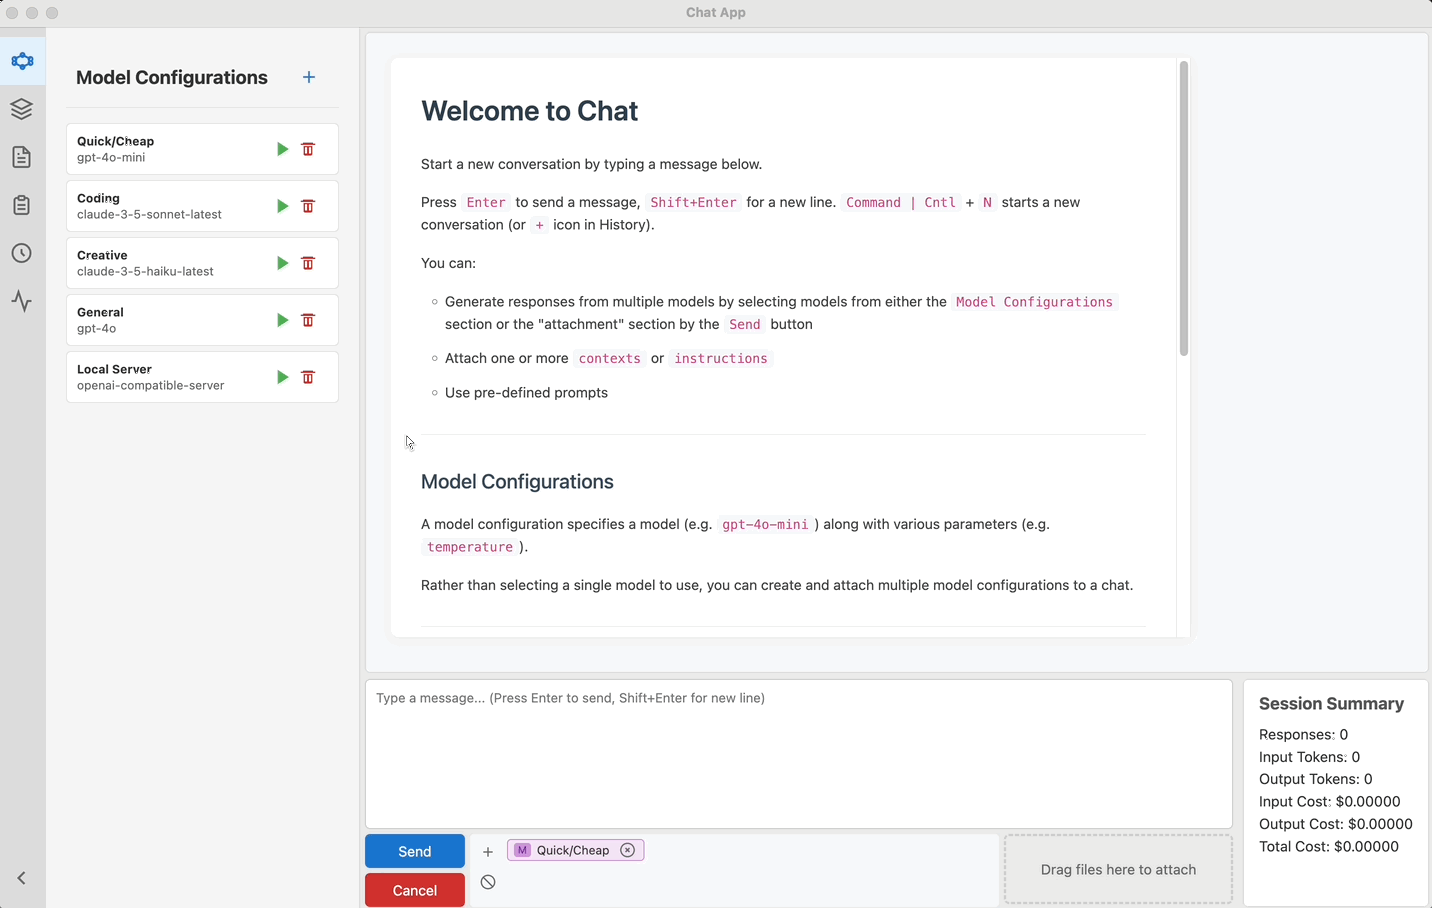 Chat App
Model Configurations
Quick/Cheap
gpt-4o-mini
Coding
claude-3-5-sonnet-latest
Creative
claude-3-5-haiku-latest
General
gpt-4o
Local Server
openai-compatible-server
Welcome to Chat
Start a new conversation by typing a message below.
Press Enter to send a message, Shift+Enter for a new line. Command | Cntl + N starts a new
conversation (or + icon in History).
You can:
Generate responses from multiple models by selecting models from either the Model Configurations
section or the "attachment" section by the Send button
Attach one or more contexts or instructions
Use pre-defined prompts
Model Configurations
A model configuration specifies a model (e.g. gpt-4o-mini ) along with various parameters (e.g.
temperature ).
Rather than selecting a single model to use, you can create and attach multiple model configurations to a chat.
Type a message... (Press Enter to send, Shift+Enter for new line)
Send
Cancel
M Quick/Cheap
Drag files here to attach
Session Summary
Responses: 0
Input Tokens: 0
Output Tokens: 0
Input Cost: $0.00000
Output Cost: $0.00000
Total Cost: $0.00000